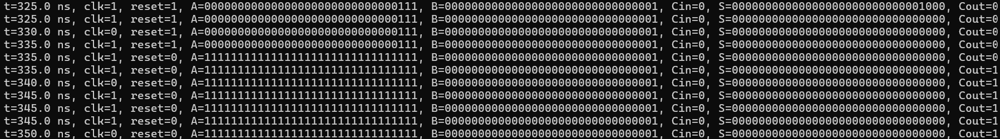 t=325.0 ns, clk=1, reset=1, A=00000000000000000000000000000111, B=00000000000000000000000000000001, Cin=0, S=00000000000000000000000000001000, Cout=0
t=325.0 ns, clk=1, reset=1, A=00000000000000000000000000000111, B=00000000000000000000000000000001, Cin=0, S=00000000000000000000000000000000, Cout=0
t=330.0 ns, clk=0, reset=1, A=00000000000000000000000000000111, B=00000000000000000000000000000001, Cin=0, S=00000000000000000000000000000000, Cout=0
t=335.0 ns, clk=1, reset=1, A=00000000000000000000000000000111, B=00000000000000000000000000000001, Cin=0, S=00000000000000000000000000000000, Cout=0
t=335.0 ns, clk=1, reset=0, A=11111111111111111111111111111111, B=00000000000000000000000000000001, Cin=0, S=00000000000000000000000000000000, Cout=0
t=335.0 ns, clk=1, reset=0, A=11111111111111111111111111111111, B=00000000000000000000000000000001, Cin=0, S=00000000000000000000000000000000, Cout=1
t=340.0 ns, clk=0, reset=0, A=11111111111111111111111111111111, B=00000000000000000000000000000001, Cin=0, S=00000000000000000000000000000000, Cout=1
t=345.0 ns, clk=1, reset=0, A=11111111111111111111111111111111, B=00000000000000000000000000000001, Cin=0, S=00000000000000000000000000000000, Cout=1
t=345.0 ns, clk=1, reset=0, A=11111111111111111111111111111111, B=00000000000000000000000000000001, Cin=0, S=00000000000000000000000000000000, Cout=1
t=345.0 ns, clk=1, reset=0, A=11111111111111111111111111111111, B=00000000000000000000000000000001, Cin=0, S=00000000000000000000000000000000, Cout=1
t=350.0 ns, clk=0, reset=0, A=11111111111111111111111111111111, B=00000000000000000000000000000001, Cin=0, S=00000000000000000000000000000000, Cout=1